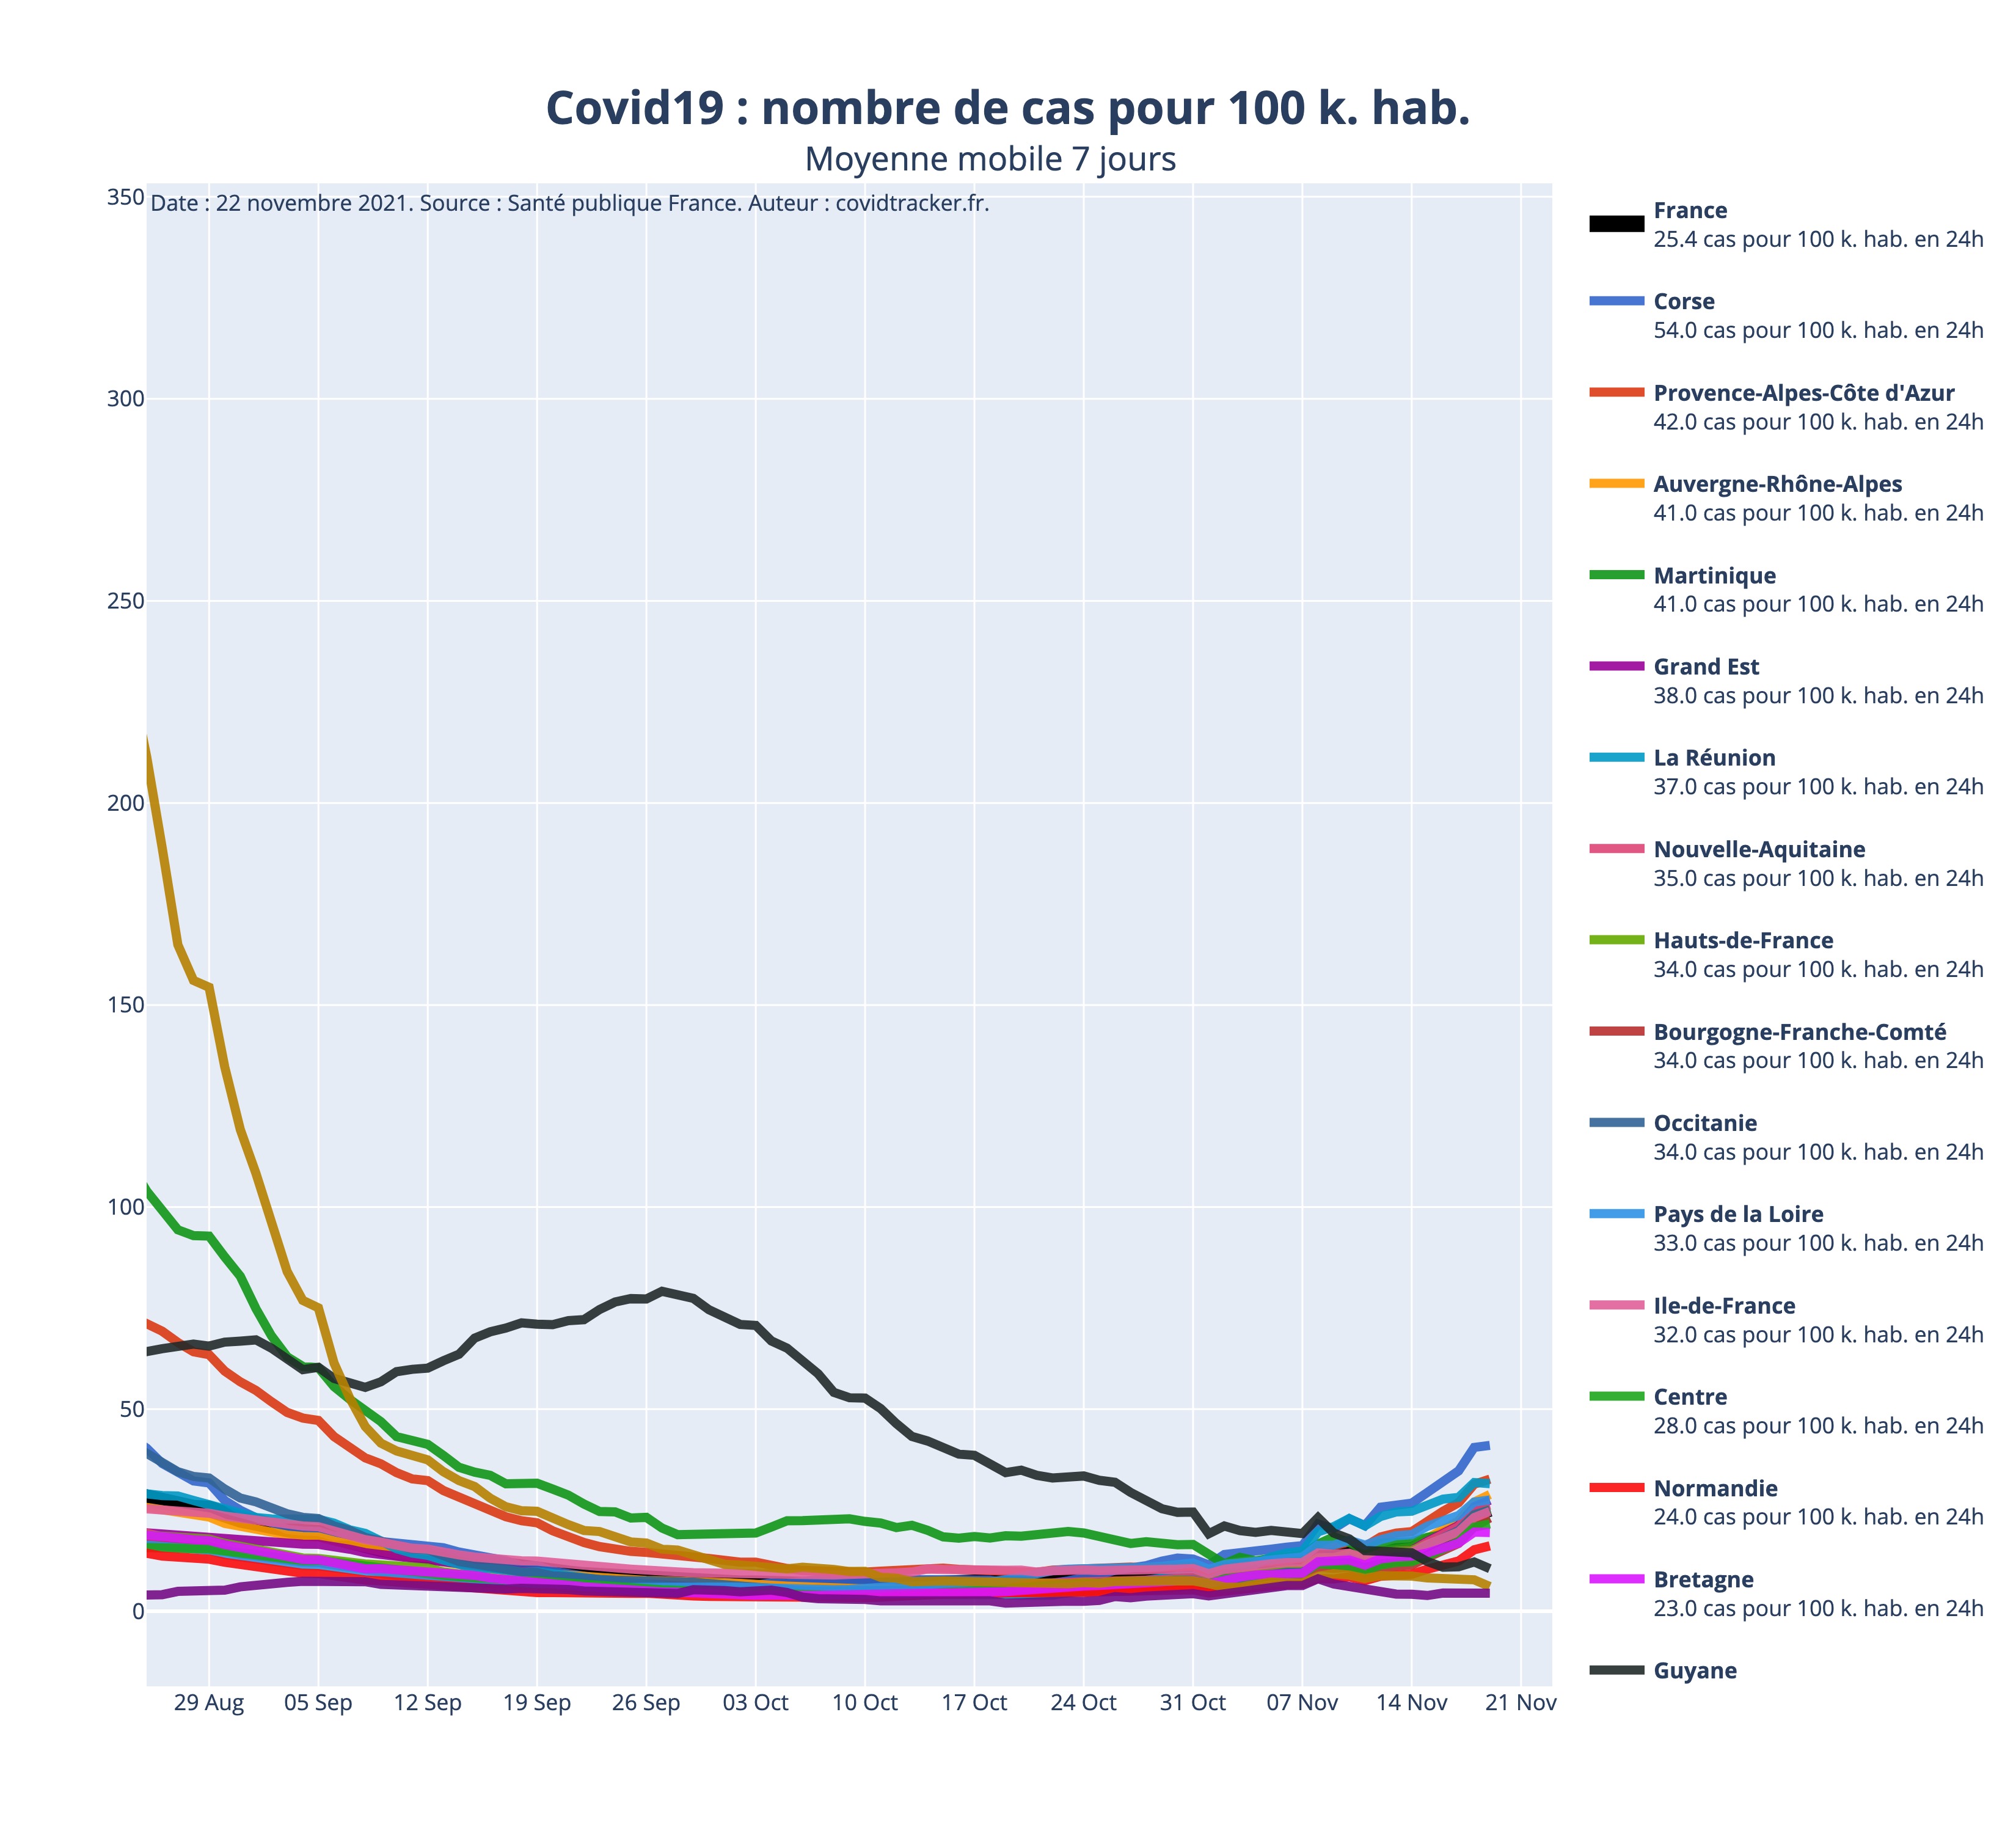 Covid19 : nombre de cas pour 100 k. hab.
Moyenne mobile 7 jours
Date : 22 novembre 2021. Source : Santé publique France. Auteur : covidtracker.fr.
350
300
250
200
150
100
50
0
29 Aug
05 Sep
12 Sep
19 Sep
26 Sep
03 Oct
10 Oct
17 Oct
24 Oct
31 Oct
07 Nov
14 Nov
21 Nov
France
25.4 cas pour 100 k. hab. en 24h
Corse
54.0 cas pour 100 k. hab. en 24h
Provence-Alpes-Côte d'Azur
42.0 cas pour 100 k. hab. en 24h
Auvergne-Rhône-Alpes
41.0 cas pour 100 k. hab. en 24h
Martinique
41.0 cas pour 100 k. hab. en 24h
Grand Est
38.0 cas pour 100 k. hab. en 24h
La Réunion
37.0 cas pour 100 k. hab. en 24h
Nouvelle-Aquitaine
35.0 cas pour 100 k. hab. en 24h
Hauts-de-France
34.0 cas pour 100 k. hab. en 24h
Bourgogne-Franche-Comté
34.0 cas pour 100 k. hab. en 24h
Occitanie
34.0 cas pour 100 k. hab. en 24h
Pays de la Loire
33.0 cas pour 100 k. hab. en 24h
Ile-de-France
32.0 cas pour 100 k. hab. en 24h
Centre
28.0 cas pour 100 k. hab. en 24h
Normandie
24.0 cas pour 100 k. hab. en 24h
Bretagne
23.0 cas pour 100 k. hab. en 24h
Guyane